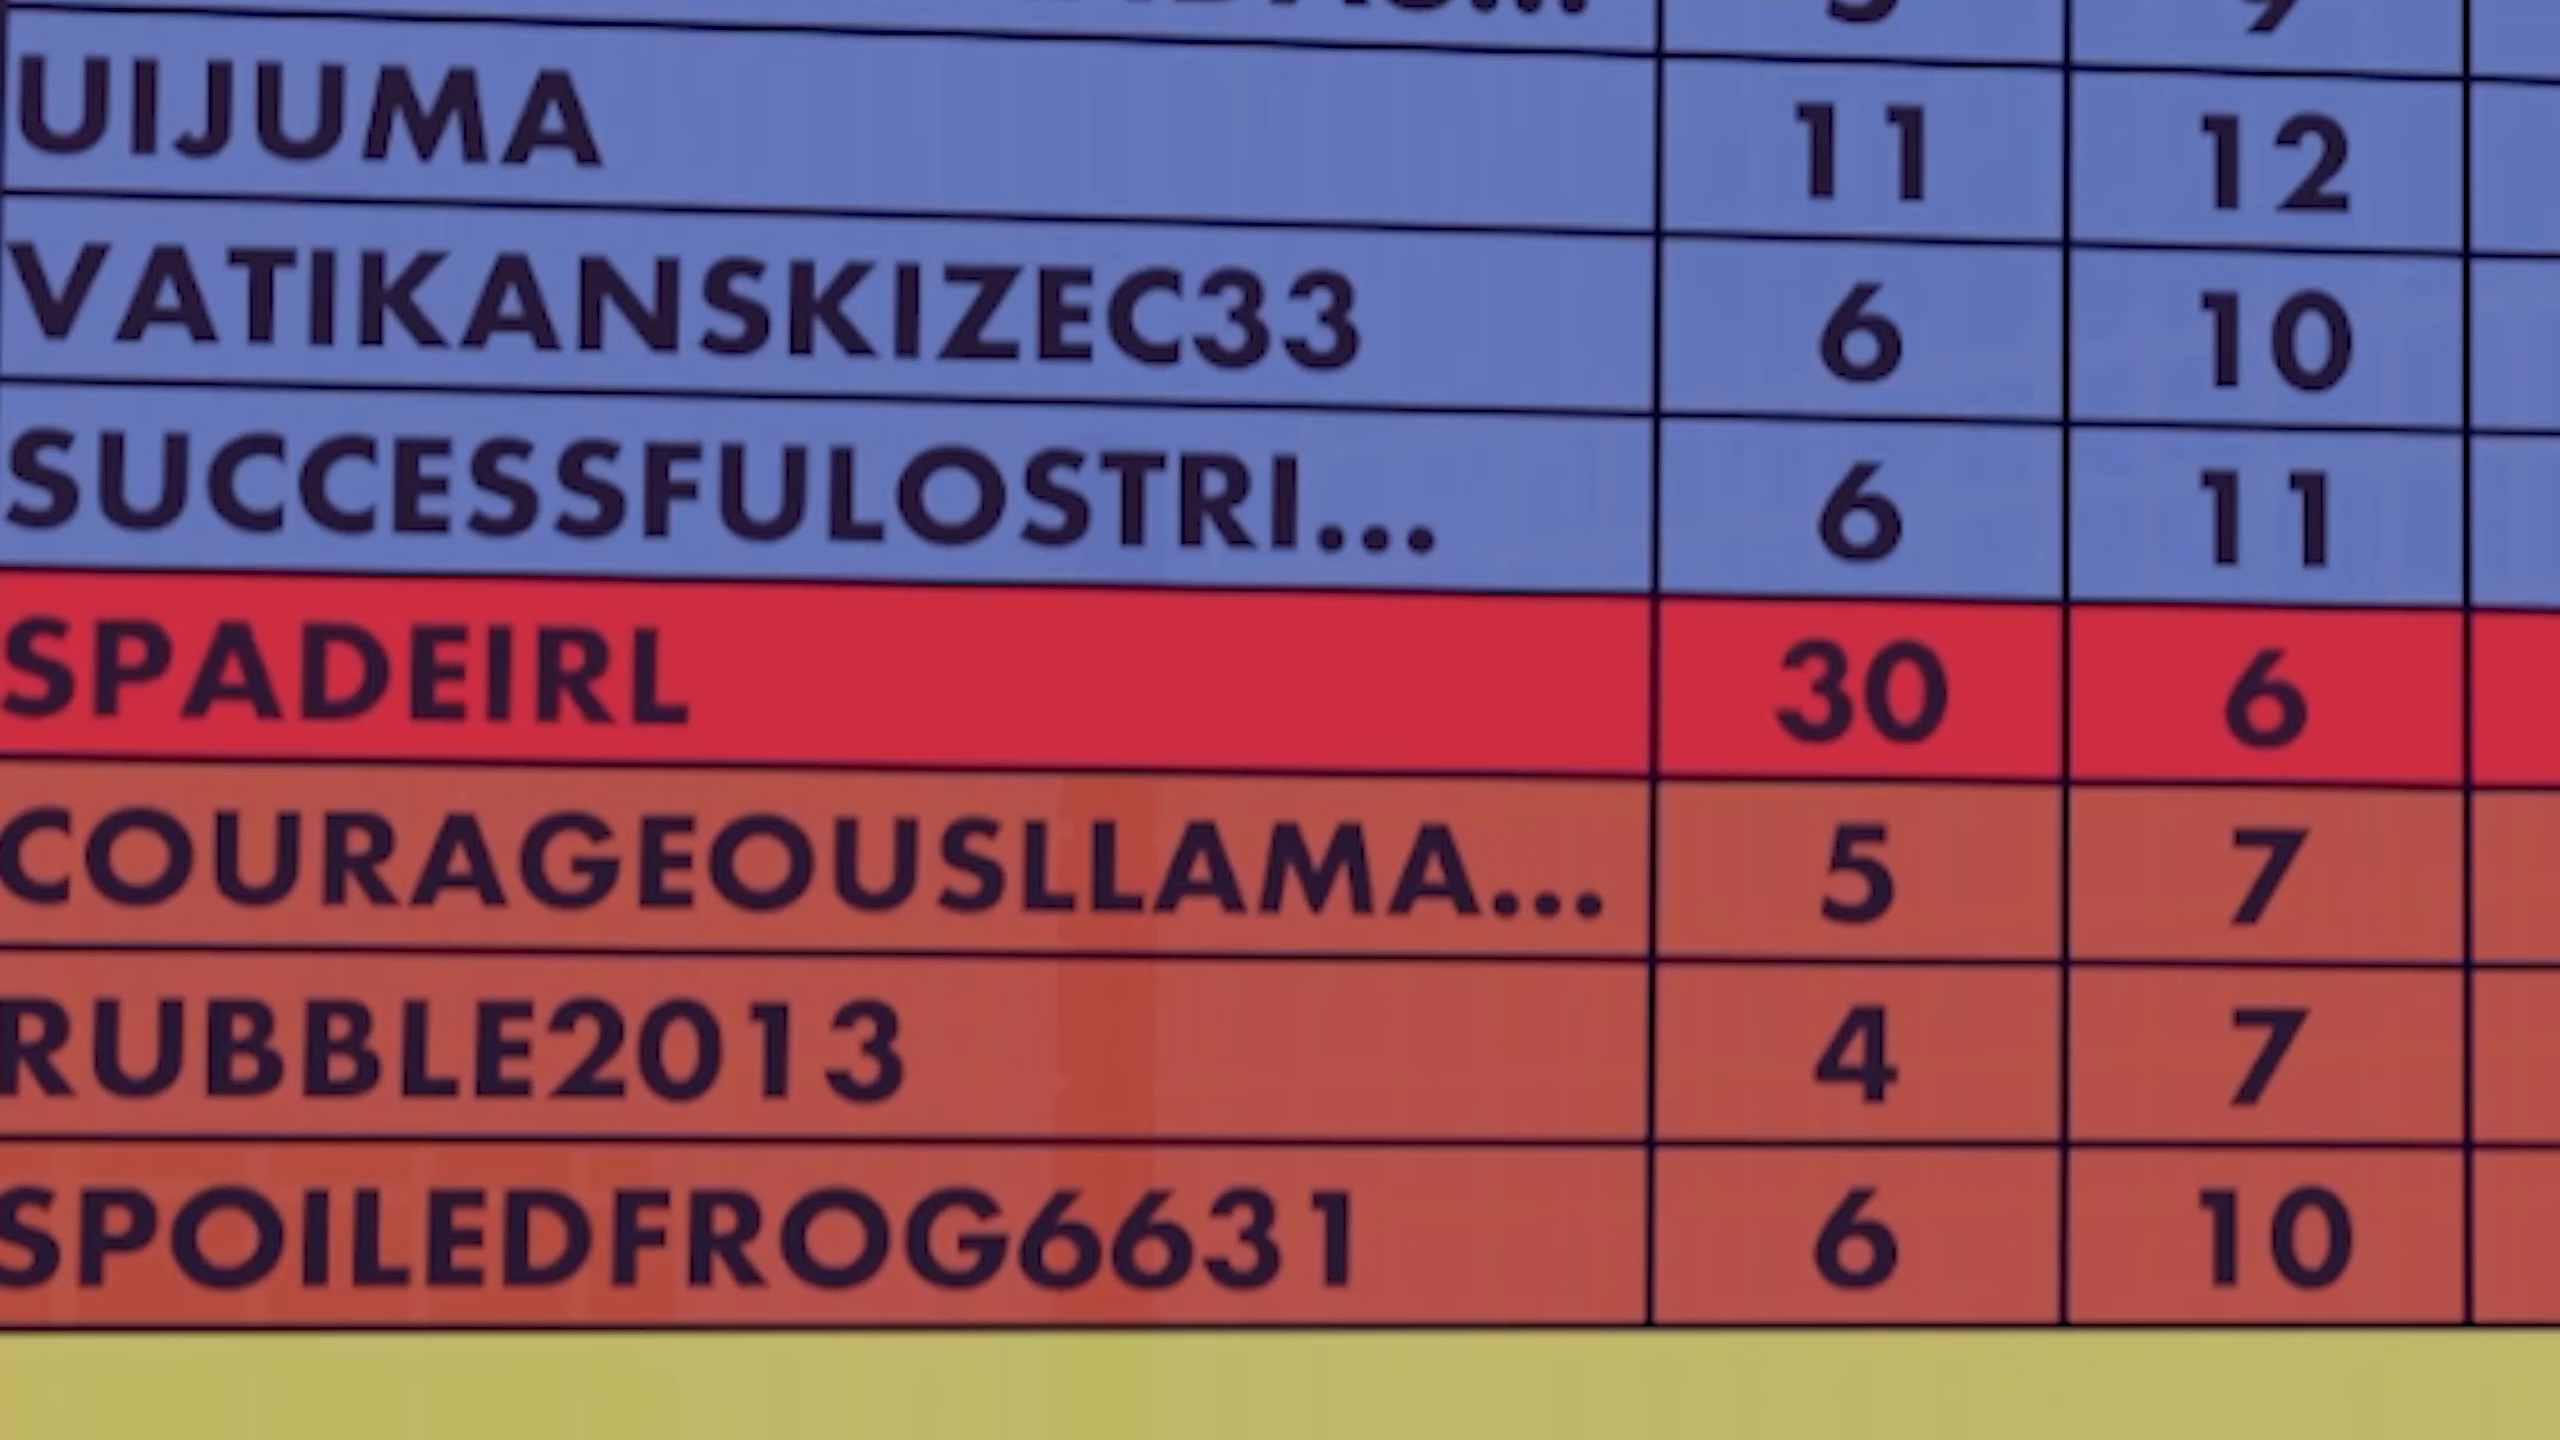 UIJUMA 11 12
VATIKANSKIZEC33 6 10
SUCCESSFULOSTRI... 6 11
SPADEIRL 30 6
COURAGEOUSLLAMA... 5 7
RUBBLE2013 4 7
SPOILEDFROG6631 6 10